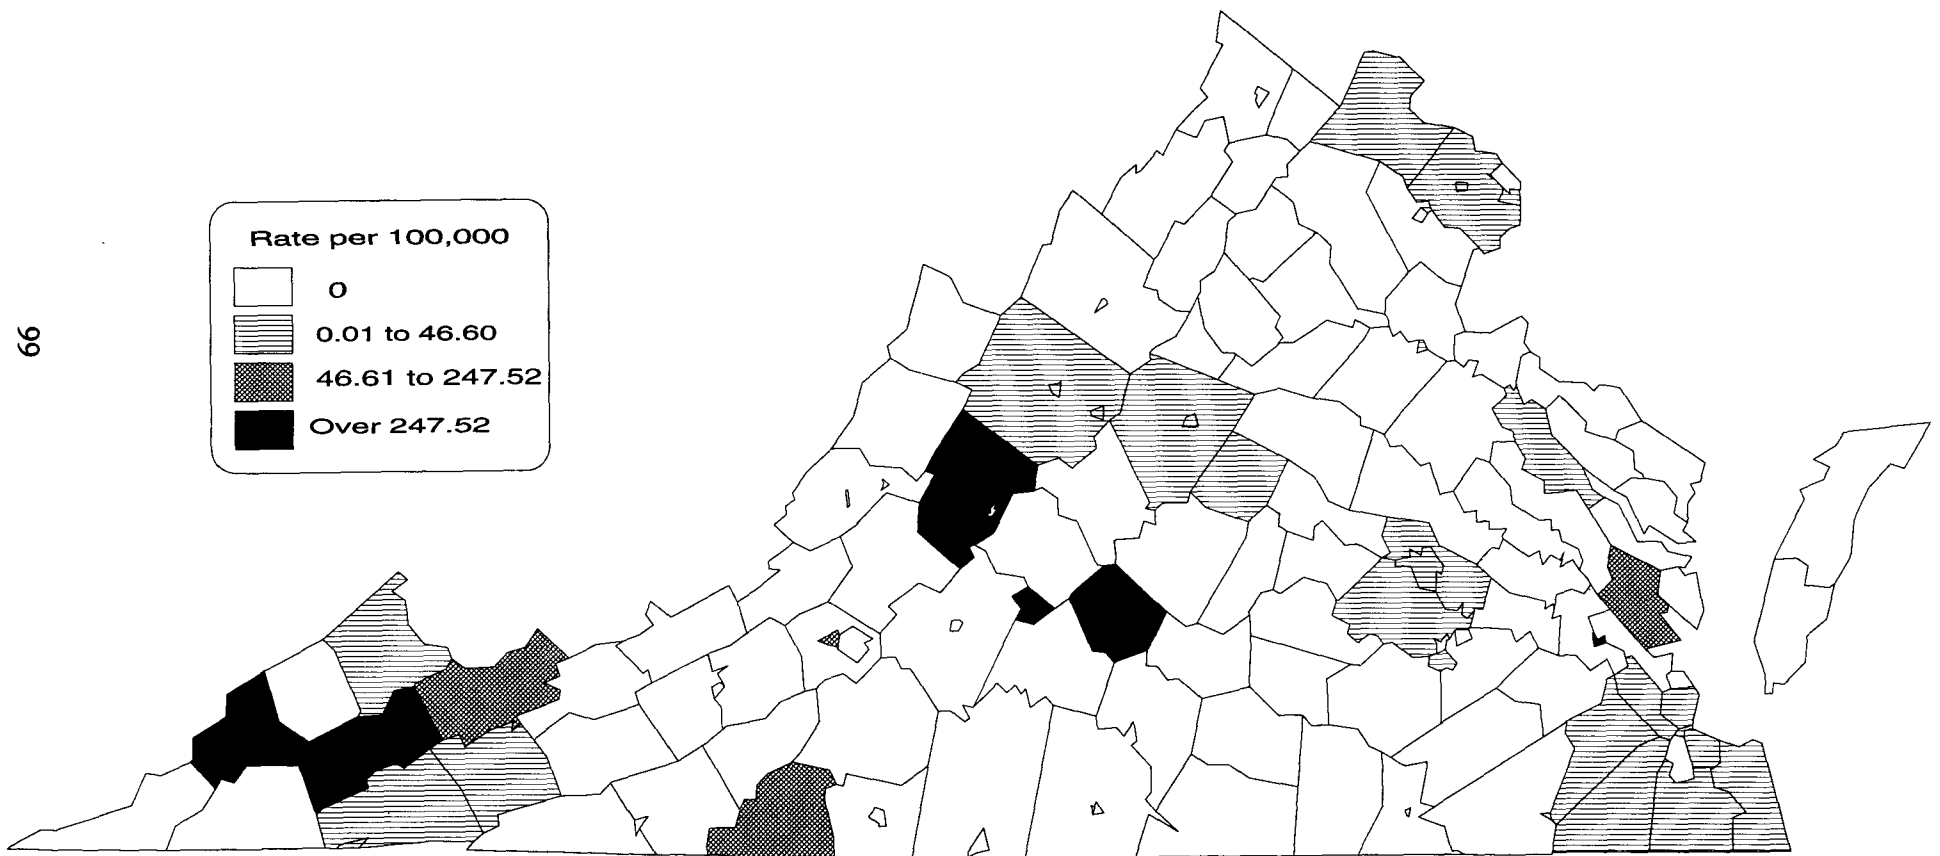 66
Rate per 100,000
0
0.01 to 46.60
46.61 to 247.52
Over 247.52